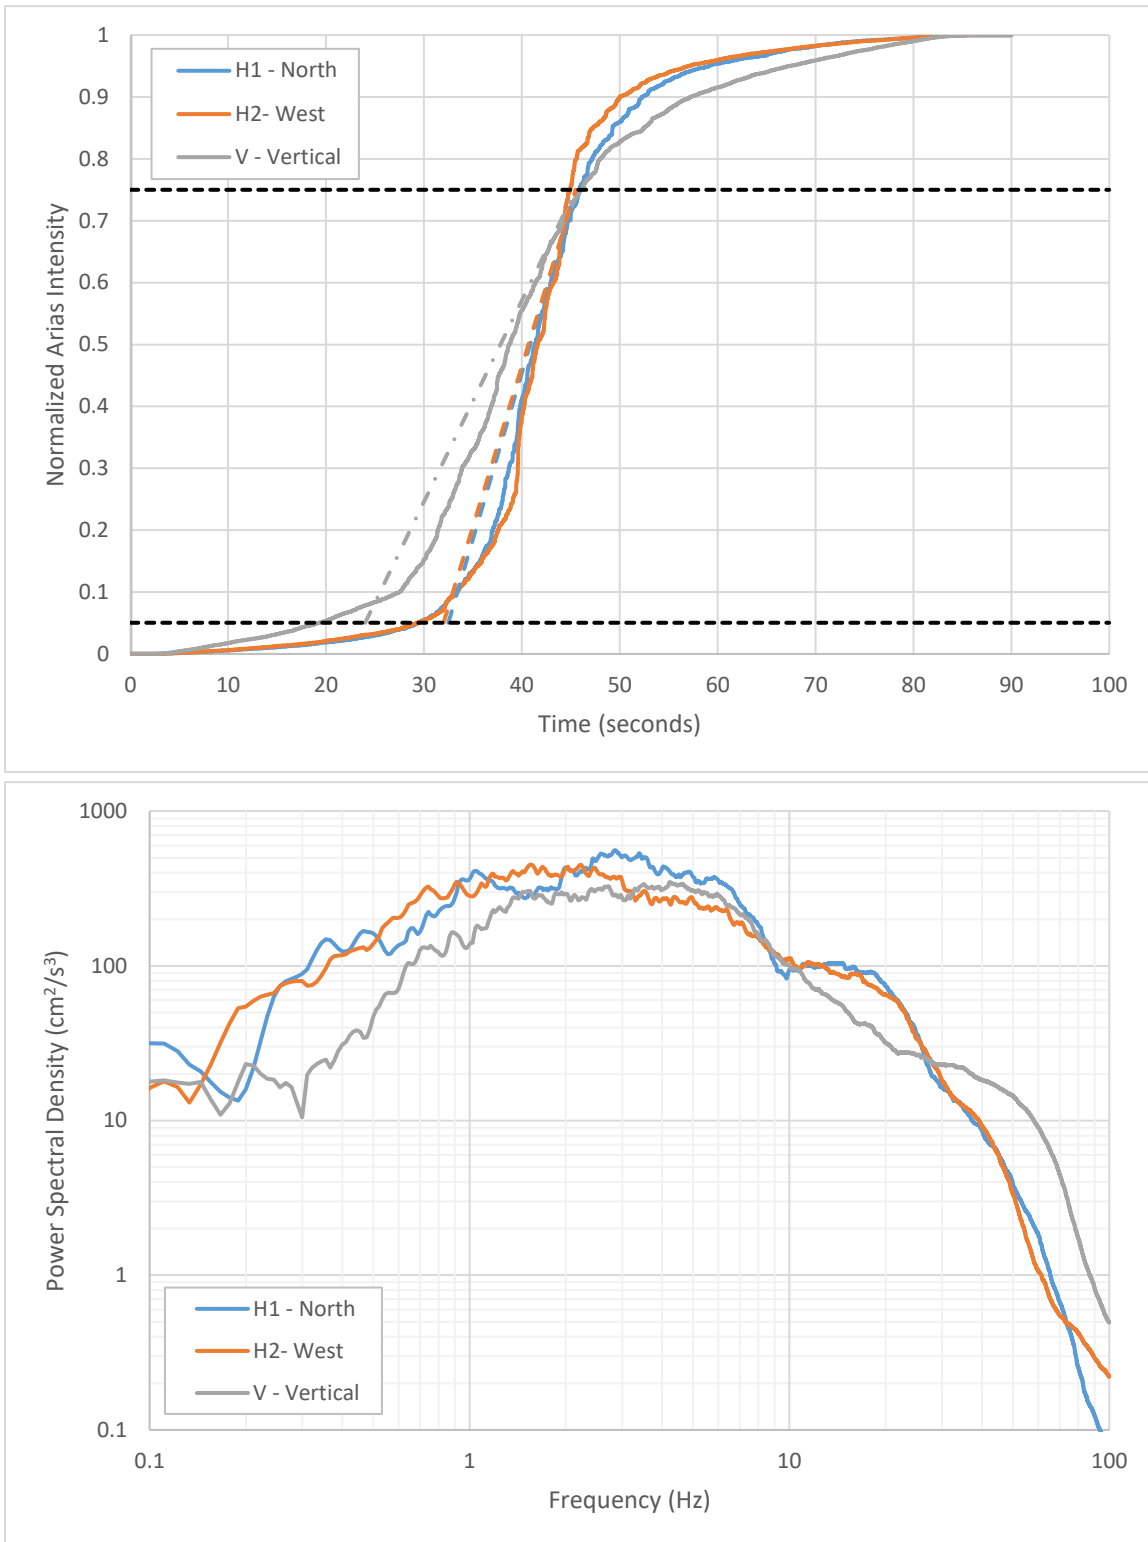 1
0.9
0.8
0.7
0.6
0.5
0.4
0.3
0.2
0.1
0
Normalized Arias Intensity
H1 - North
H2- West
V - Vertical
0 10 20 30 40 50 60 70 80 90 100
Time (seconds)
1000
100
10
1
0.1
Power Spectral Density (cm²/s³)
H1 - North
H2- West
V - Vertical
0.1 1 10 100
Frequency (Hz)